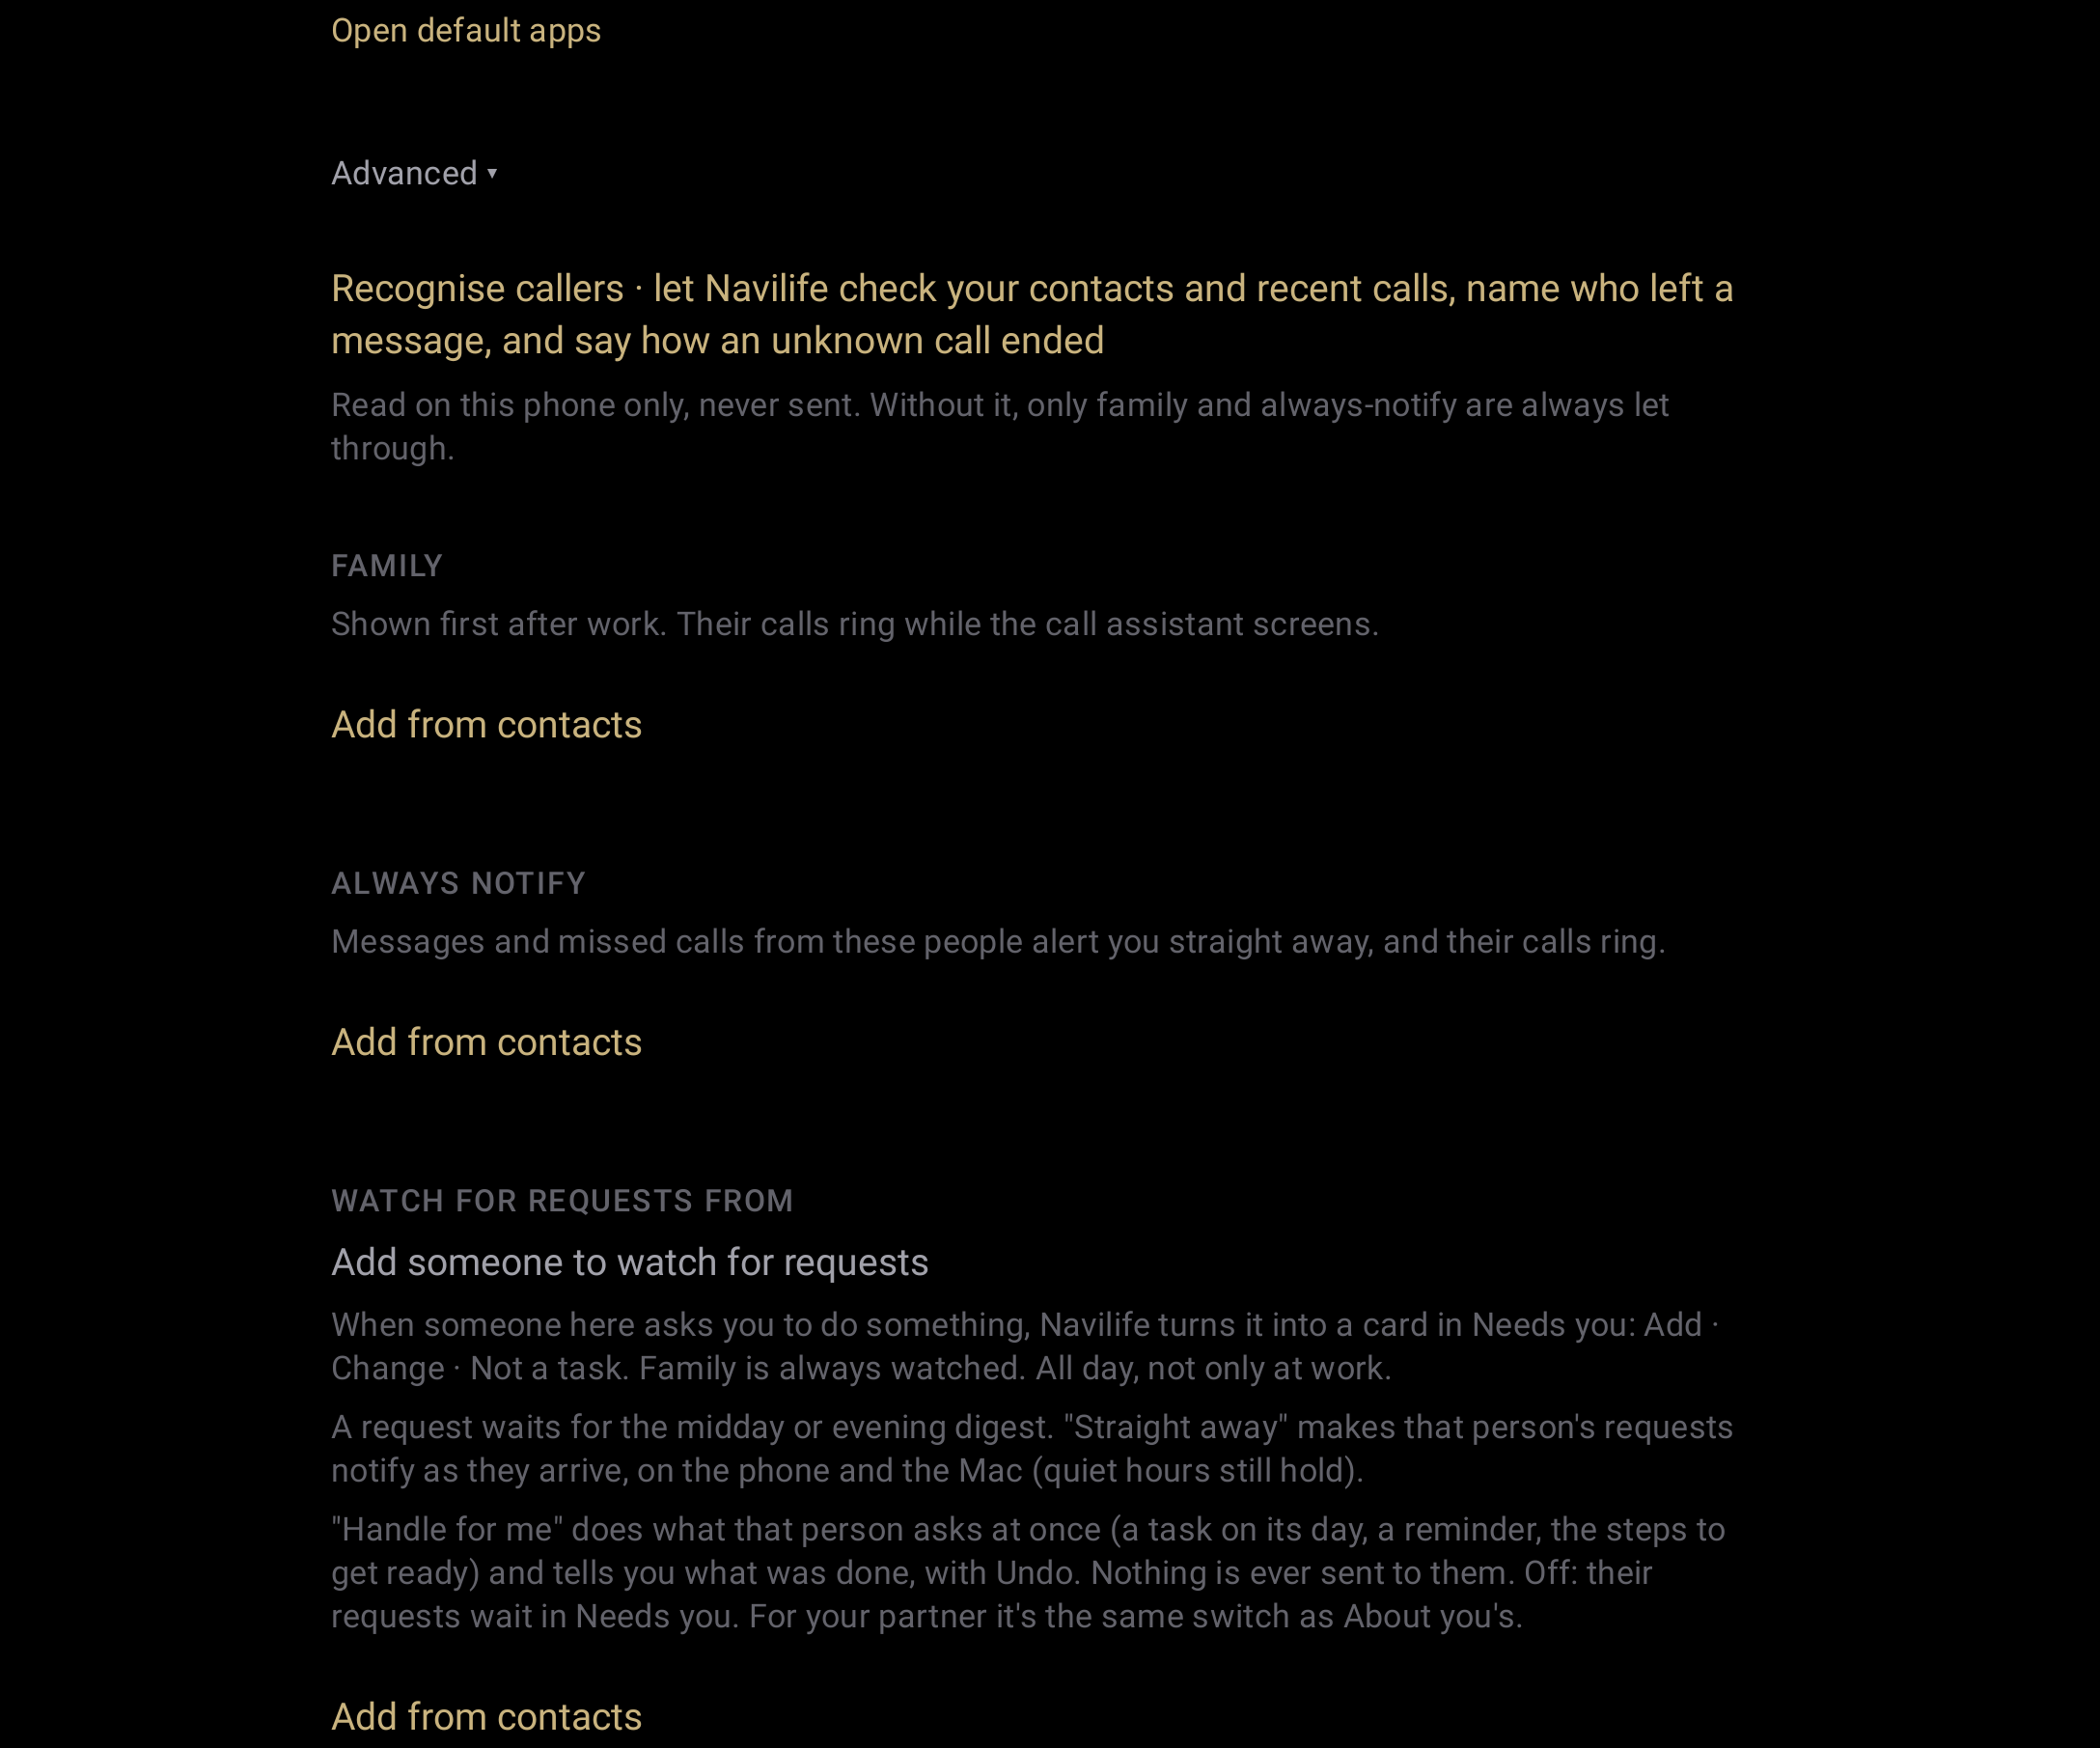 Open default apps
Advanced ▾
Recognise callers · let Navilife check your contacts and recent calls, name who left a
message, and say how an unknown call ended
Read on this phone only, never sent. Without it, only family and always-notify are always let
through.
FAMILY
Shown first after work. Their calls ring while the call assistant screens.
Add from contacts
ALWAYS NOTIFY
Messages and missed calls from these people alert you straight away, and their calls ring.
Add from contacts
WATCH FOR REQUESTS FROM
Add someone to watch for requests
When someone here asks you to do something, Navilife turns it into a card in Needs you: Add ·
Change · Not a task. Family is always watched. All day, not only at work.
A request waits for the midday or evening digest. "Straight away" makes that person's requests
notify as they arrive, on the phone and the Mac (quiet hours still hold).
"Handle for me" does what that person asks at once (a task on its day, a reminder, the steps to
get ready) and tells you what was done, with Undo. Nothing is ever sent to them. Off: their
requests wait in Needs you. For your partner it's the same switch as About you's.
Add from contacts